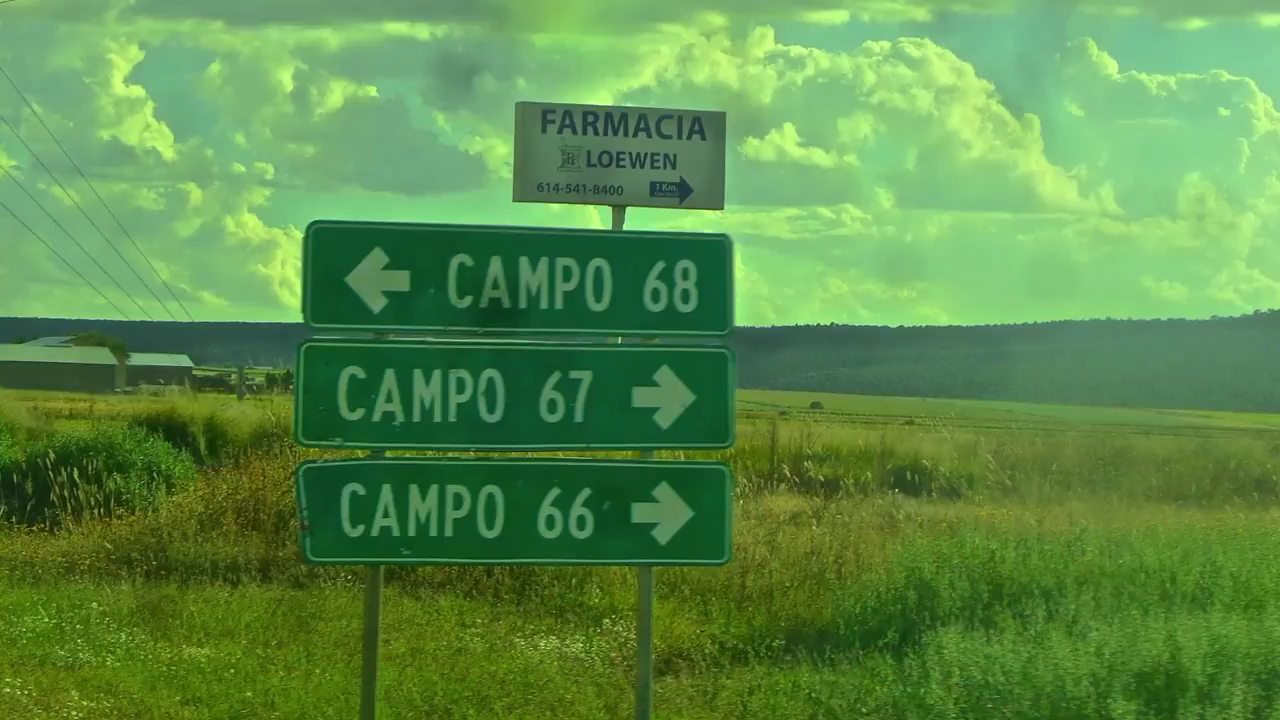 FARMACIA
LOEWEN
614-541-8400
1 Km.
CAMPO 68
CAMPO 67
CAMPO 66